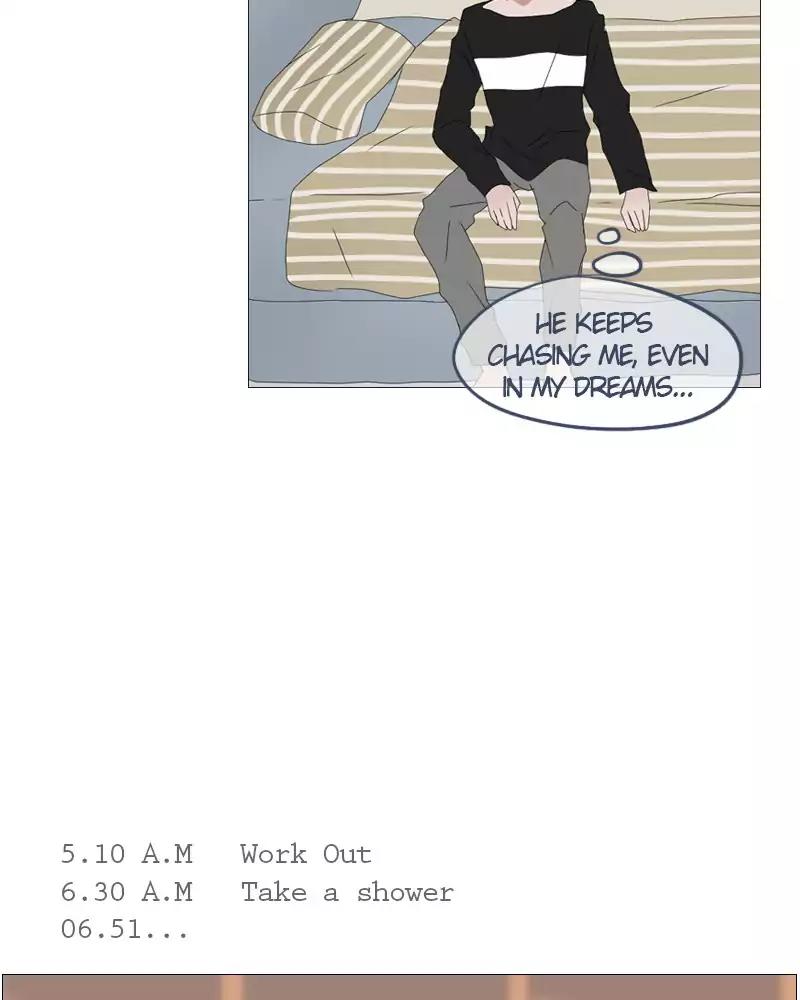 HE KEEPS
CHASING ME, EVEN
IN MY DREAMS...
5.10 A.M Work Out
6.30 A.M Take a shower
06.51...